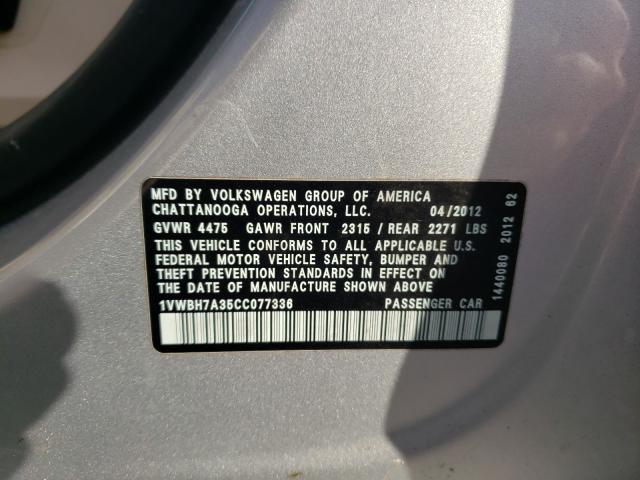 MFD BY VOLKSWAGEN GROUP OF AMERICA
CHATTANOOGA OPERATIONS, LLC. 04/2012
GVWR 4475 GAWR FRONT 2315 / REAR 2271 LBS
THIS VEHICLE CONFORMS TO ALL APPLICABLE U.S.
FEDERAL MOTOR VEHICLE SAFETY, BUMPER AND
THEFT PREVENTION STANDARDS IN EFFECT ON
THE DATE OF MANUFACTURE SHOWN ABOVE
1VWBH7A35CC077336 PASSENGER CAR
1440080 2012 62